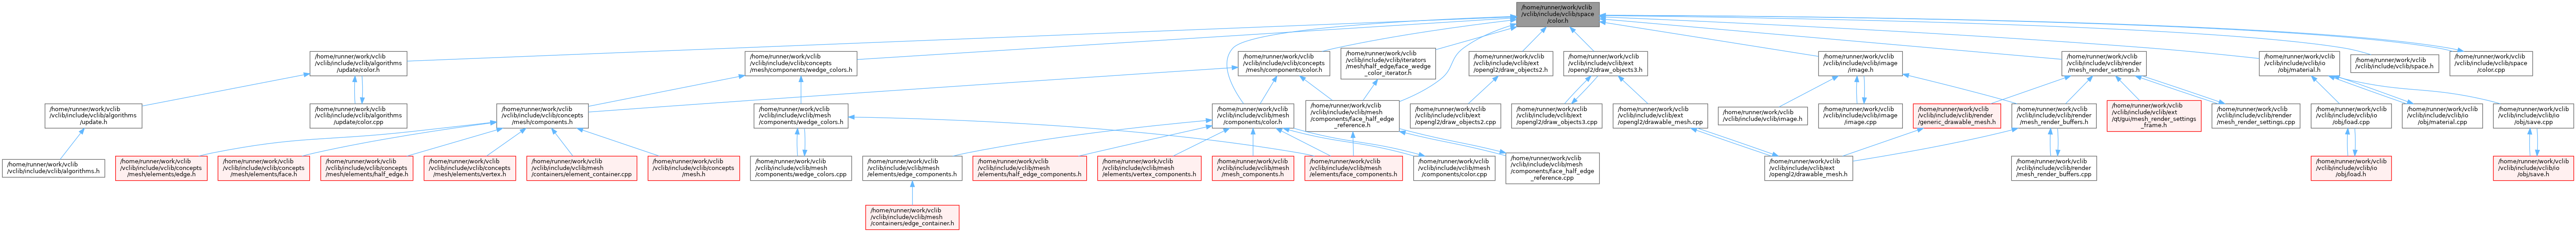 /home/runner/work/vclib
/vclib/include/vclib/space
/color.h
/home/runner/work/vclib
/vclib/include/vclib/algorithms
/update/color.h
/home/runner/work/vclib
/vclib/include/vclib/concepts
/mesh/components/wedge_colors.h
/home/runner/work/vclib
/vclib/include/vclib/concepts
/mesh/components/color.h
/home/runner/work/vclib
/vclib/include/vclib/iterators
/mesh/half_edge/face_wedge
_color_iterator.h
/home/runner/work/vclib
/vclib/include/vclib/ext
/opengl2/draw_objects2.h
/home/runner/work/vclib
/vclib/include/vclib/ext
/opengl2/draw_objects3.h
/home/runner/work/vclib
/vclib/include/vclib/image
/image.h
/home/runner/work/vclib
/vclib/include/vclib/render
/mesh_render_settings.h
/home/runner/work/vclib
/vclib/include/vclib/io
/obj/material.h
/home/runner/work/vclib
/vclib/include/vclib/space.h
/home/runner/work/vclib
/vclib/include/vclib/space
/color.cpp
/home/runner/work/vclib
/vclib/include/vclib/algorithms
/update.h
/home/runner/work/vclib
/vclib/include/vclib/algorithms
/update/color.cpp
/home/runner/work/vclib
/vclib/include/vclib/concepts
/mesh/components.h
/home/runner/work/vclib
/vclib/include/vclib/mesh
/components/wedge_colors.h
/home/runner/work/vclib
/vclib/include/vclib/mesh
/components/color.h
/home/runner/work/vclib
/vclib/include/vclib/mesh
/components/face_half_edge
_reference.h
/home/runner/work/vclib
/vclib/include/vclib/ext
/opengl2/draw_objects2.cpp
/home/runner/work/vclib
/vclib/include/vclib/ext
/opengl2/draw_objects3.cpp
/home/runner/work/vclib
/vclib/include/vclib/ext
/opengl2/drawable_mesh.cpp
/home/runner/work/vclib
/vclib/include/vclib/image.h
/home/runner/work/vclib
/vclib/include/vclib/image
/image.cpp
/home/runner/work/vclib
/vclib/include/vclib/render
/generic_drawable_mesh.h
/home/runner/work/vclib
/vclib/include/vclib/render
/mesh_render_buffers.h
/home/runner/work/vclib
/vclib/include/vclib/ext
/qt/gui/mesh_render_settings
_frame.h
/home/runner/work/vclib
/vclib/include/vclib/render
/mesh_render_settings.cpp
/home/runner/work/vclib
/vclib/include/vclib/io
/obj/load.cpp
/home/runner/work/vclib
/vclib/include/vclib/io
/obj/material.cpp
/home/runner/work/vclib
/vclib/include/vclib/io
/obj/save.cpp
/home/runner/work/vclib
/vclib/include/vclib/algorithms.h
/home/runner/work/vclib
/vclib/include/vclib/concepts
/mesh/elements/edge.h
/home/runner/work/vclib
/vclib/include/vclib/concepts
/mesh/elements/face.h
/home/runner/work/vclib
/vclib/include/vclib/concepts
/mesh/elements/half_edge.h
/home/runner/work/vclib
/vclib/include/vclib/concepts
/mesh/elements/vertex.h
/home/runner/work/vclib
/vclib/include/vclib/mesh
/containers/element_container.cpp
/home/runner/work/vclib
/vclib/include/vclib/concepts
/mesh.h
/home/runner/work/vclib
/vclib/include/vclib/mesh
/components/wedge_colors.cpp
/home/runner/work/vclib
/vclib/include/vclib/mesh
/elements/edge_components.h
/home/runner/work/vclib
/vclib/include/vclib/mesh
/elements/half_edge_components.h
/home/runner/work/vclib
/vclib/include/vclib/mesh
/elements/vertex_components.h
/home/runner/work/vclib
/vclib/include/vclib/mesh
/mesh_components.h
/home/runner/work/vclib
/vclib/include/vclib/mesh
/elements/face_components.h
/home/runner/work/vclib
/vclib/include/vclib/mesh
/components/color.cpp
/home/runner/work/vclib
/vclib/include/vclib/mesh
/components/face_half_edge
_reference.cpp
/home/runner/work/vclib
/vclib/include/vclib/ext
/opengl2/drawable_mesh.h
/home/runner/work/vclib
/vclib/include/vclib/render
/mesh_render_buffers.cpp
/home/runner/work/vclib
/vclib/include/vclib/io
/obj/load.h
/home/runner/work/vclib
/vclib/include/vclib/io
/obj/save.h
/home/runner/work/vclib
/vclib/include/vclib/mesh
/containers/edge_container.h